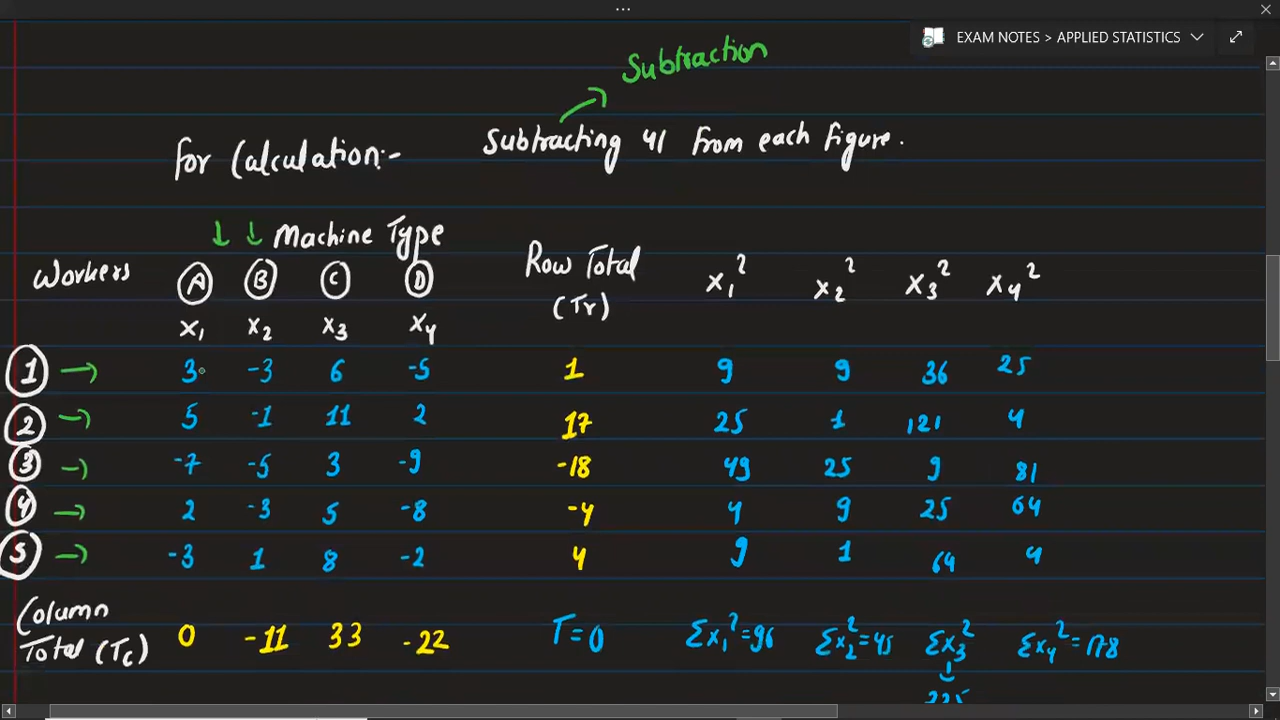 ...
EXAM NOTES > APPLIED STATISTICS
Subtraction
For Calculation:-
Subtracting 41 From each Figure.
Machine Type
Workers A B C D Row Total (Tr) x₁² x₂² x₃² x₄²
x₁ x₂ x₃ x₄
1 → 3 -3 6 -5 1 9 9 36 25
2 → 5 -1 11 2 17 25 1 121 4
3 → -7 -5 3 -9 -18 49 25 9 81
4 → 2 -3 5 -8 -4 4 9 25 64
5 → -3 1 8 -2 4 9 1 64 4
Column
Total (Tc) 0 -11 33 -22 T=0 Σx₁²=96 Σx₂²=45 Σx₃² Σx₄²=178